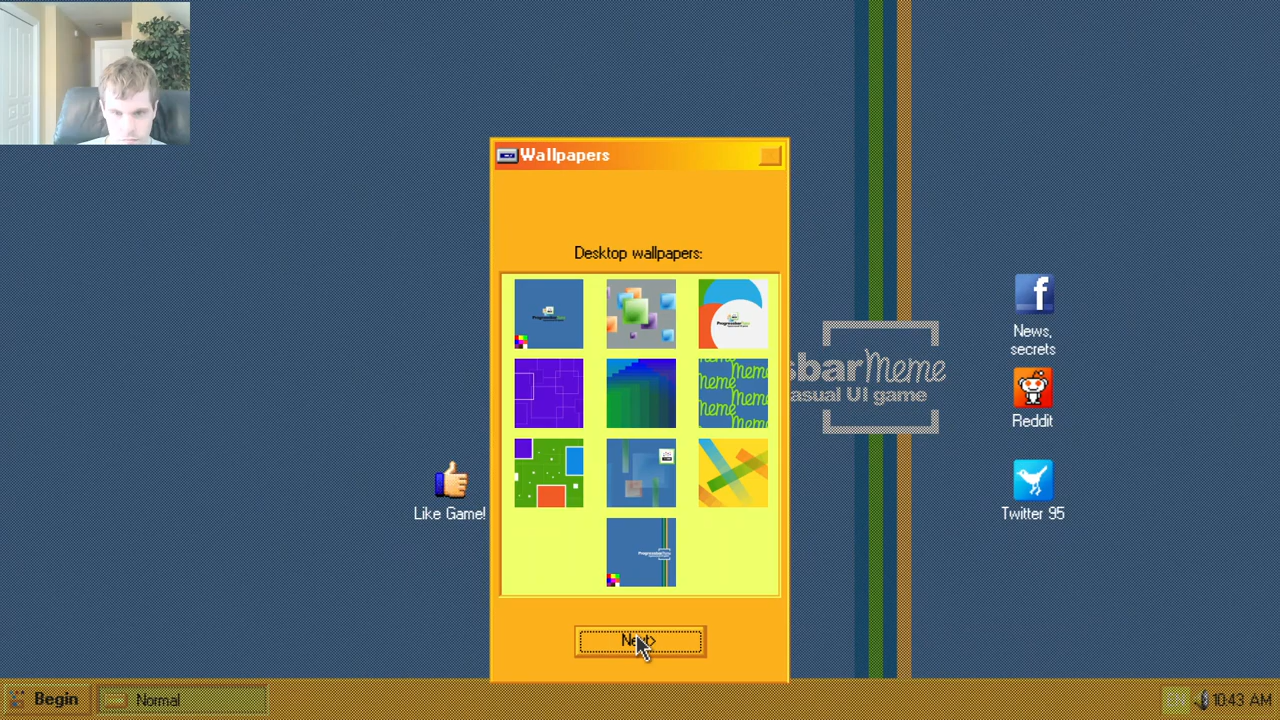 Wallpapers
Desktop wallpapers:
sbarMeme
asual UI game
News,
secrets
Reddit
Like Game!
Twitter 95
Next>
Begin
Normal
10:43 AM